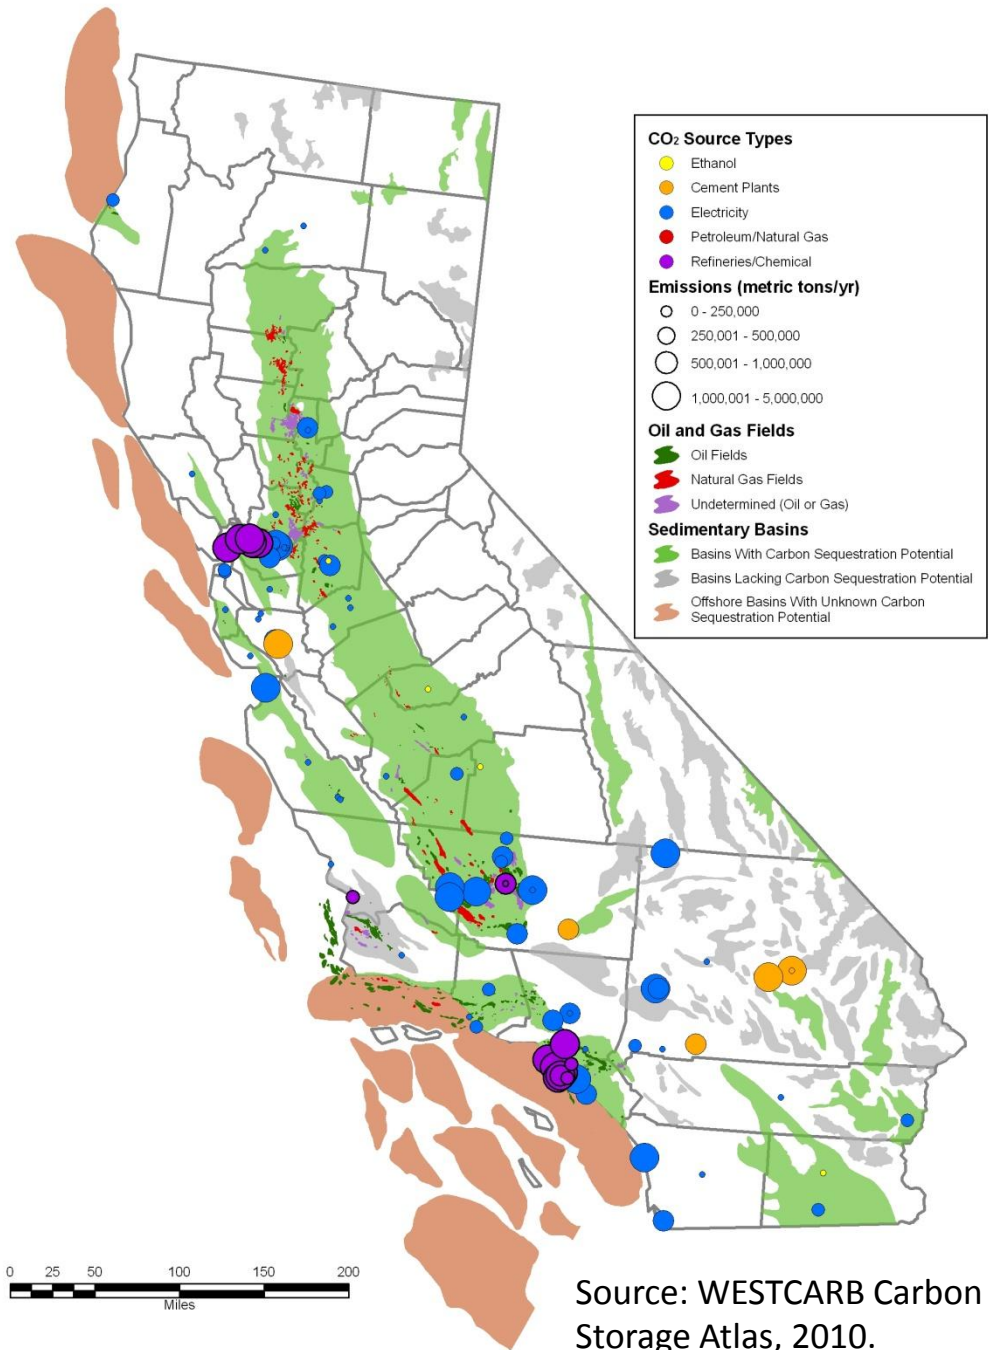 CO₂ Source Types
Ethanol
Cement Plants
Electricity
Petroleum/Natural Gas
Refineries/Chemical
Emissions (metric tons/yr)
0 - 250,000
250,001 - 500,000
500,001 - 1,000,000
1,000,001 - 5,000,000
Oil and Gas Fields
Oil Fields
Natural Gas Fields
Undetermined (Oil or Gas)
Sedimentary Basins
Basins With Carbon Sequestration Potential
Basins Lacking Carbon Sequestration Potential
Offshore Basins With Unknown Carbon
Sequestration Potential
0 25 50 100 150 200
Miles
Source: WESTCARB Carbon
Storage Atlas, 2010.